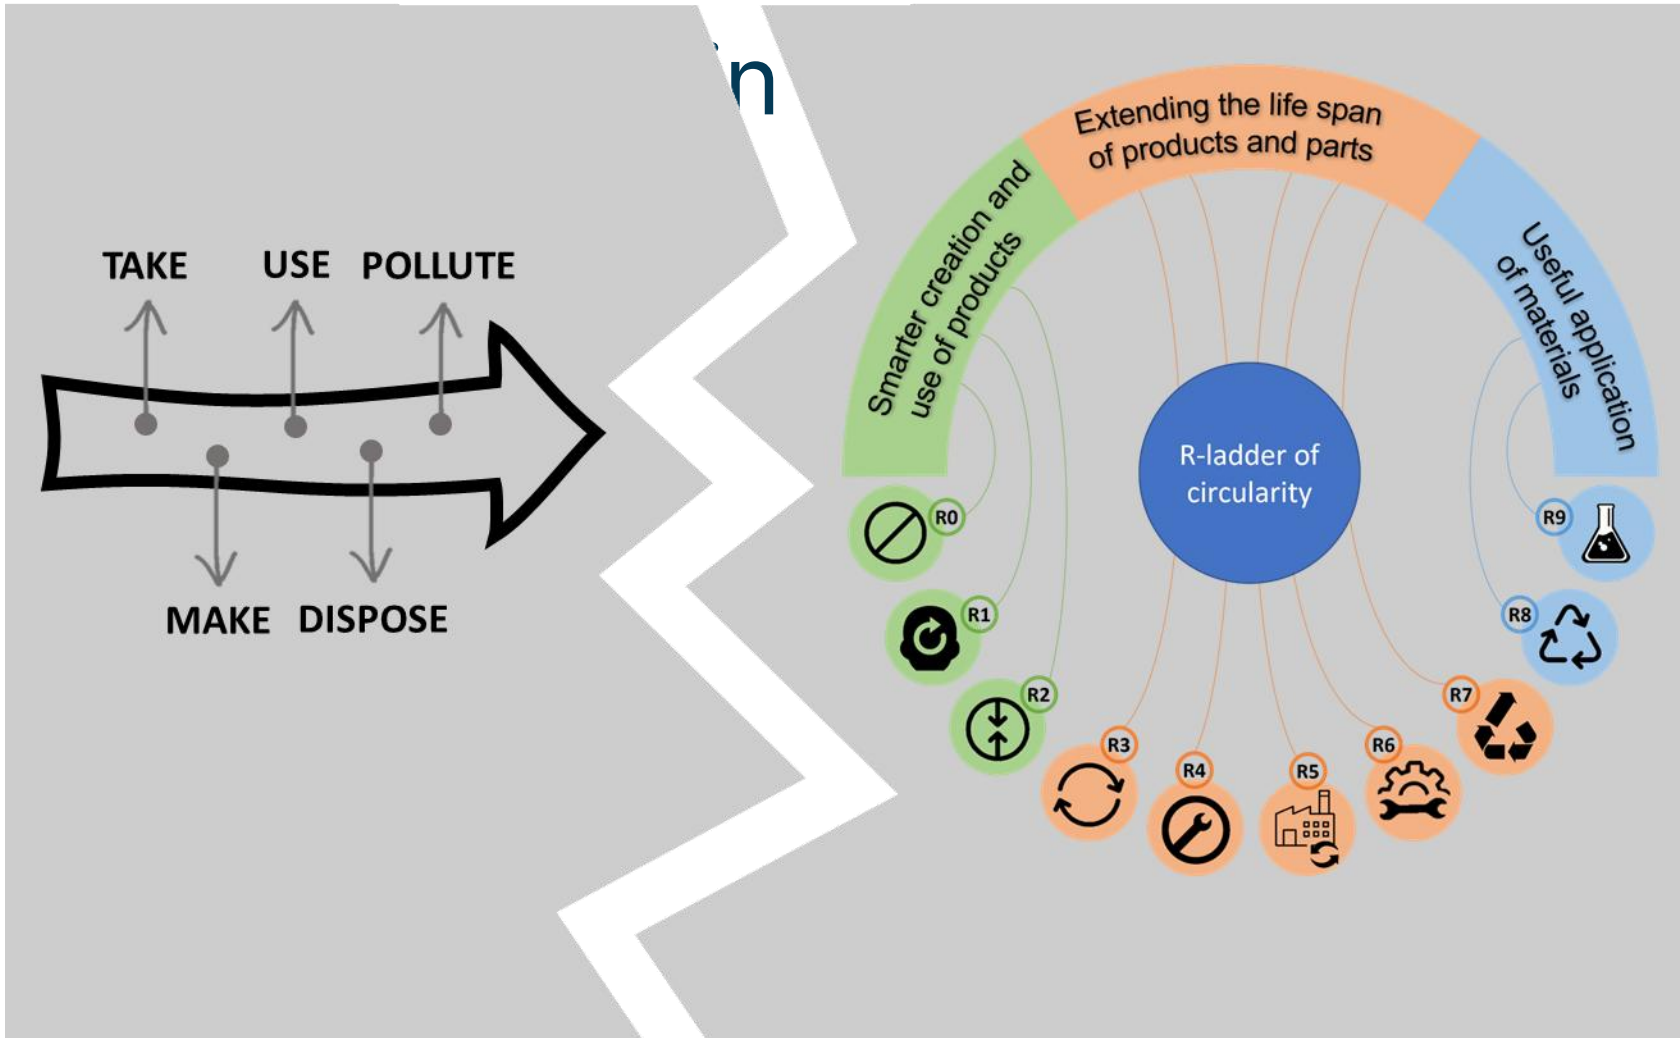 in
TAKE
USE
POLLUTE
MAKE
DISPOSE
Smarter creation and
use of products
Extending the life span
of products and parts
Useful application
of materials
R-ladder of
circularity
R0
R1
R2
R3
R4
R5
R6
R7
R8
R9